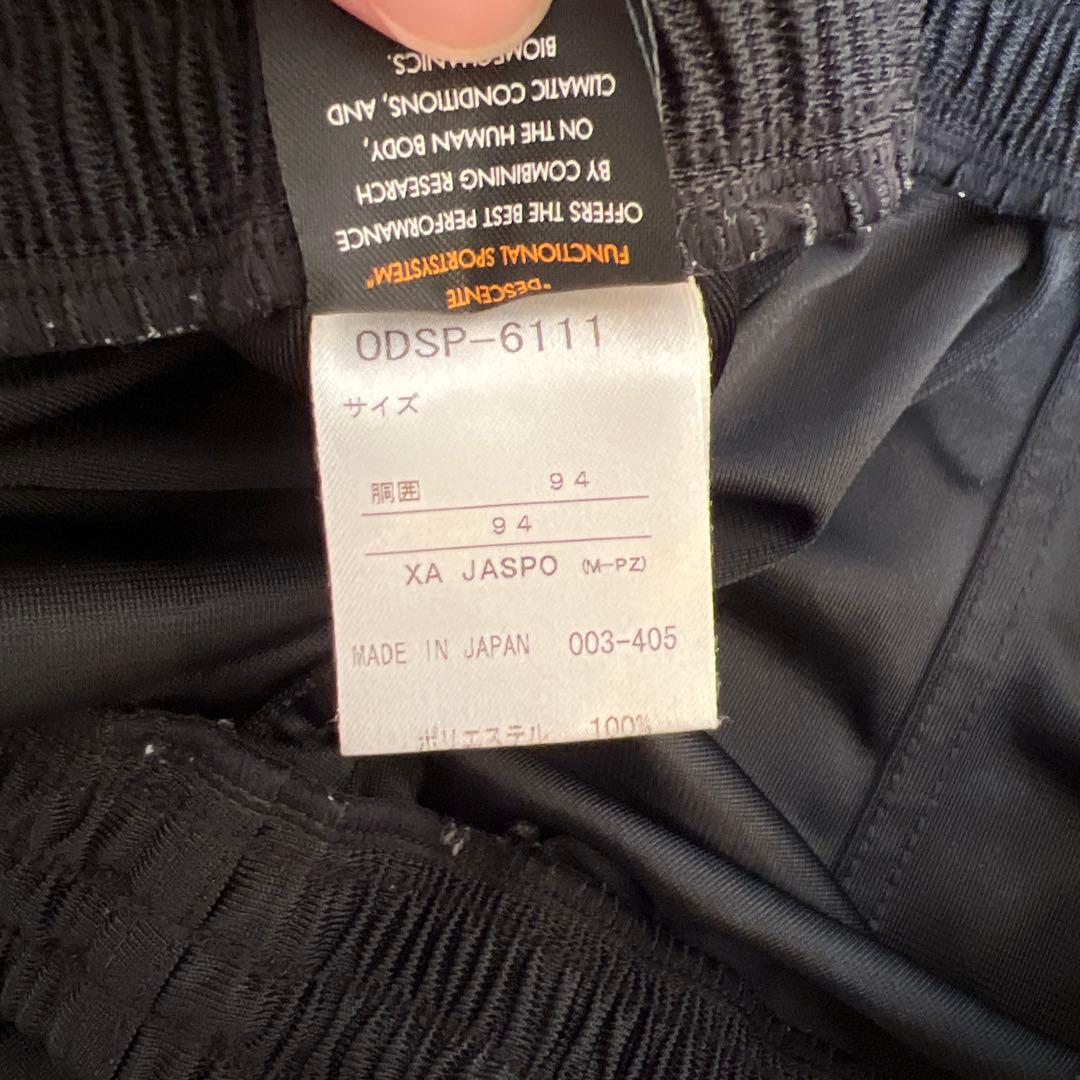 "DESCENTE
FUNCTIONAL SPORTSYSTEM"
OFFERS THE BEST PERFORMANCE
BY COMBINING RESEARCH
ON THE HUMAN BODY,
CLIMATIC CONDITIONS, AND
BIOMECHANICS.
ODSP-6111
サイズ
胴囲 94
94
XA JASPO (M-PZ)
MADE IN JAPAN 003-405
ポリエステル 100%